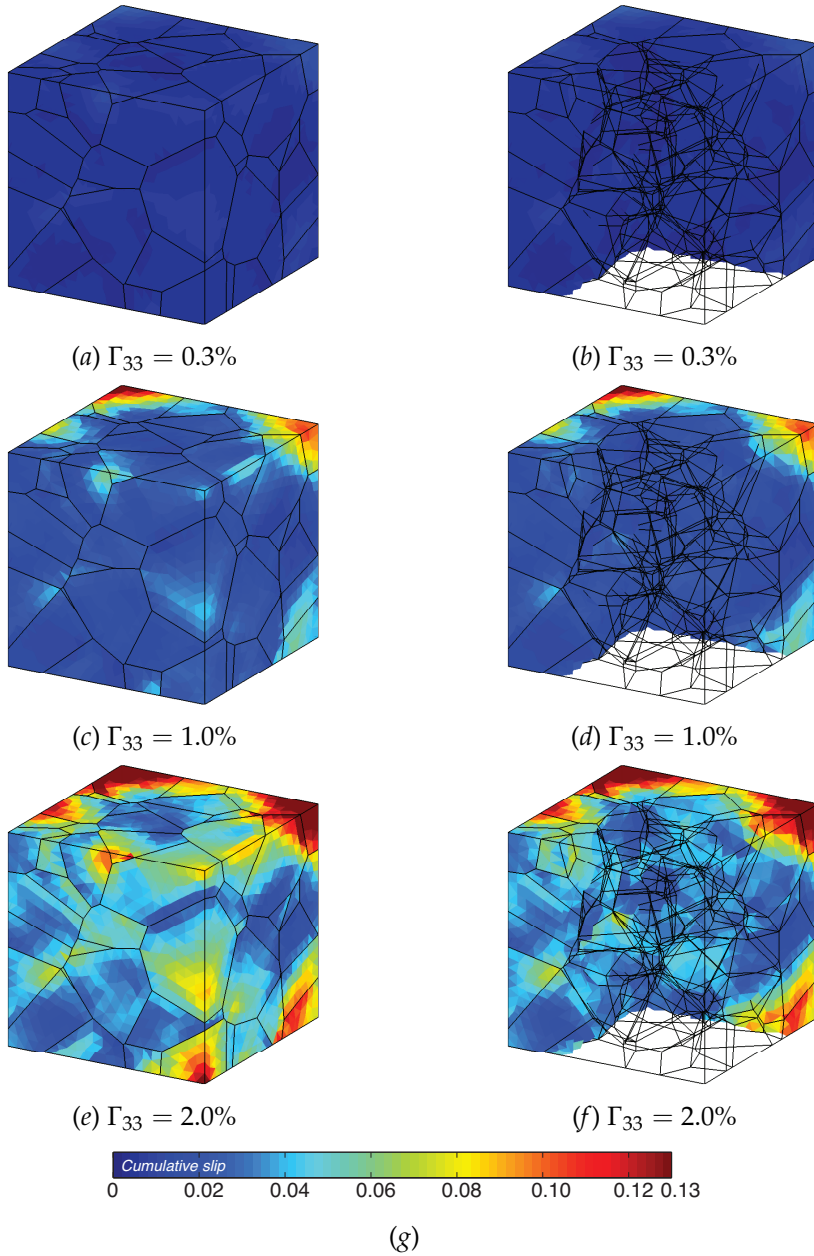 (a) Γ33 = 0.3%
(b) Γ33 = 0.3%
(c) Γ33 = 1.0%
(d) Γ33 = 1.0%
(e) Γ33 = 2.0%
(f) Γ33 = 2.0%
Cumulative slip
0 0.02 0.04 0.06 0.08 0.10 0.12 0.13
(g)